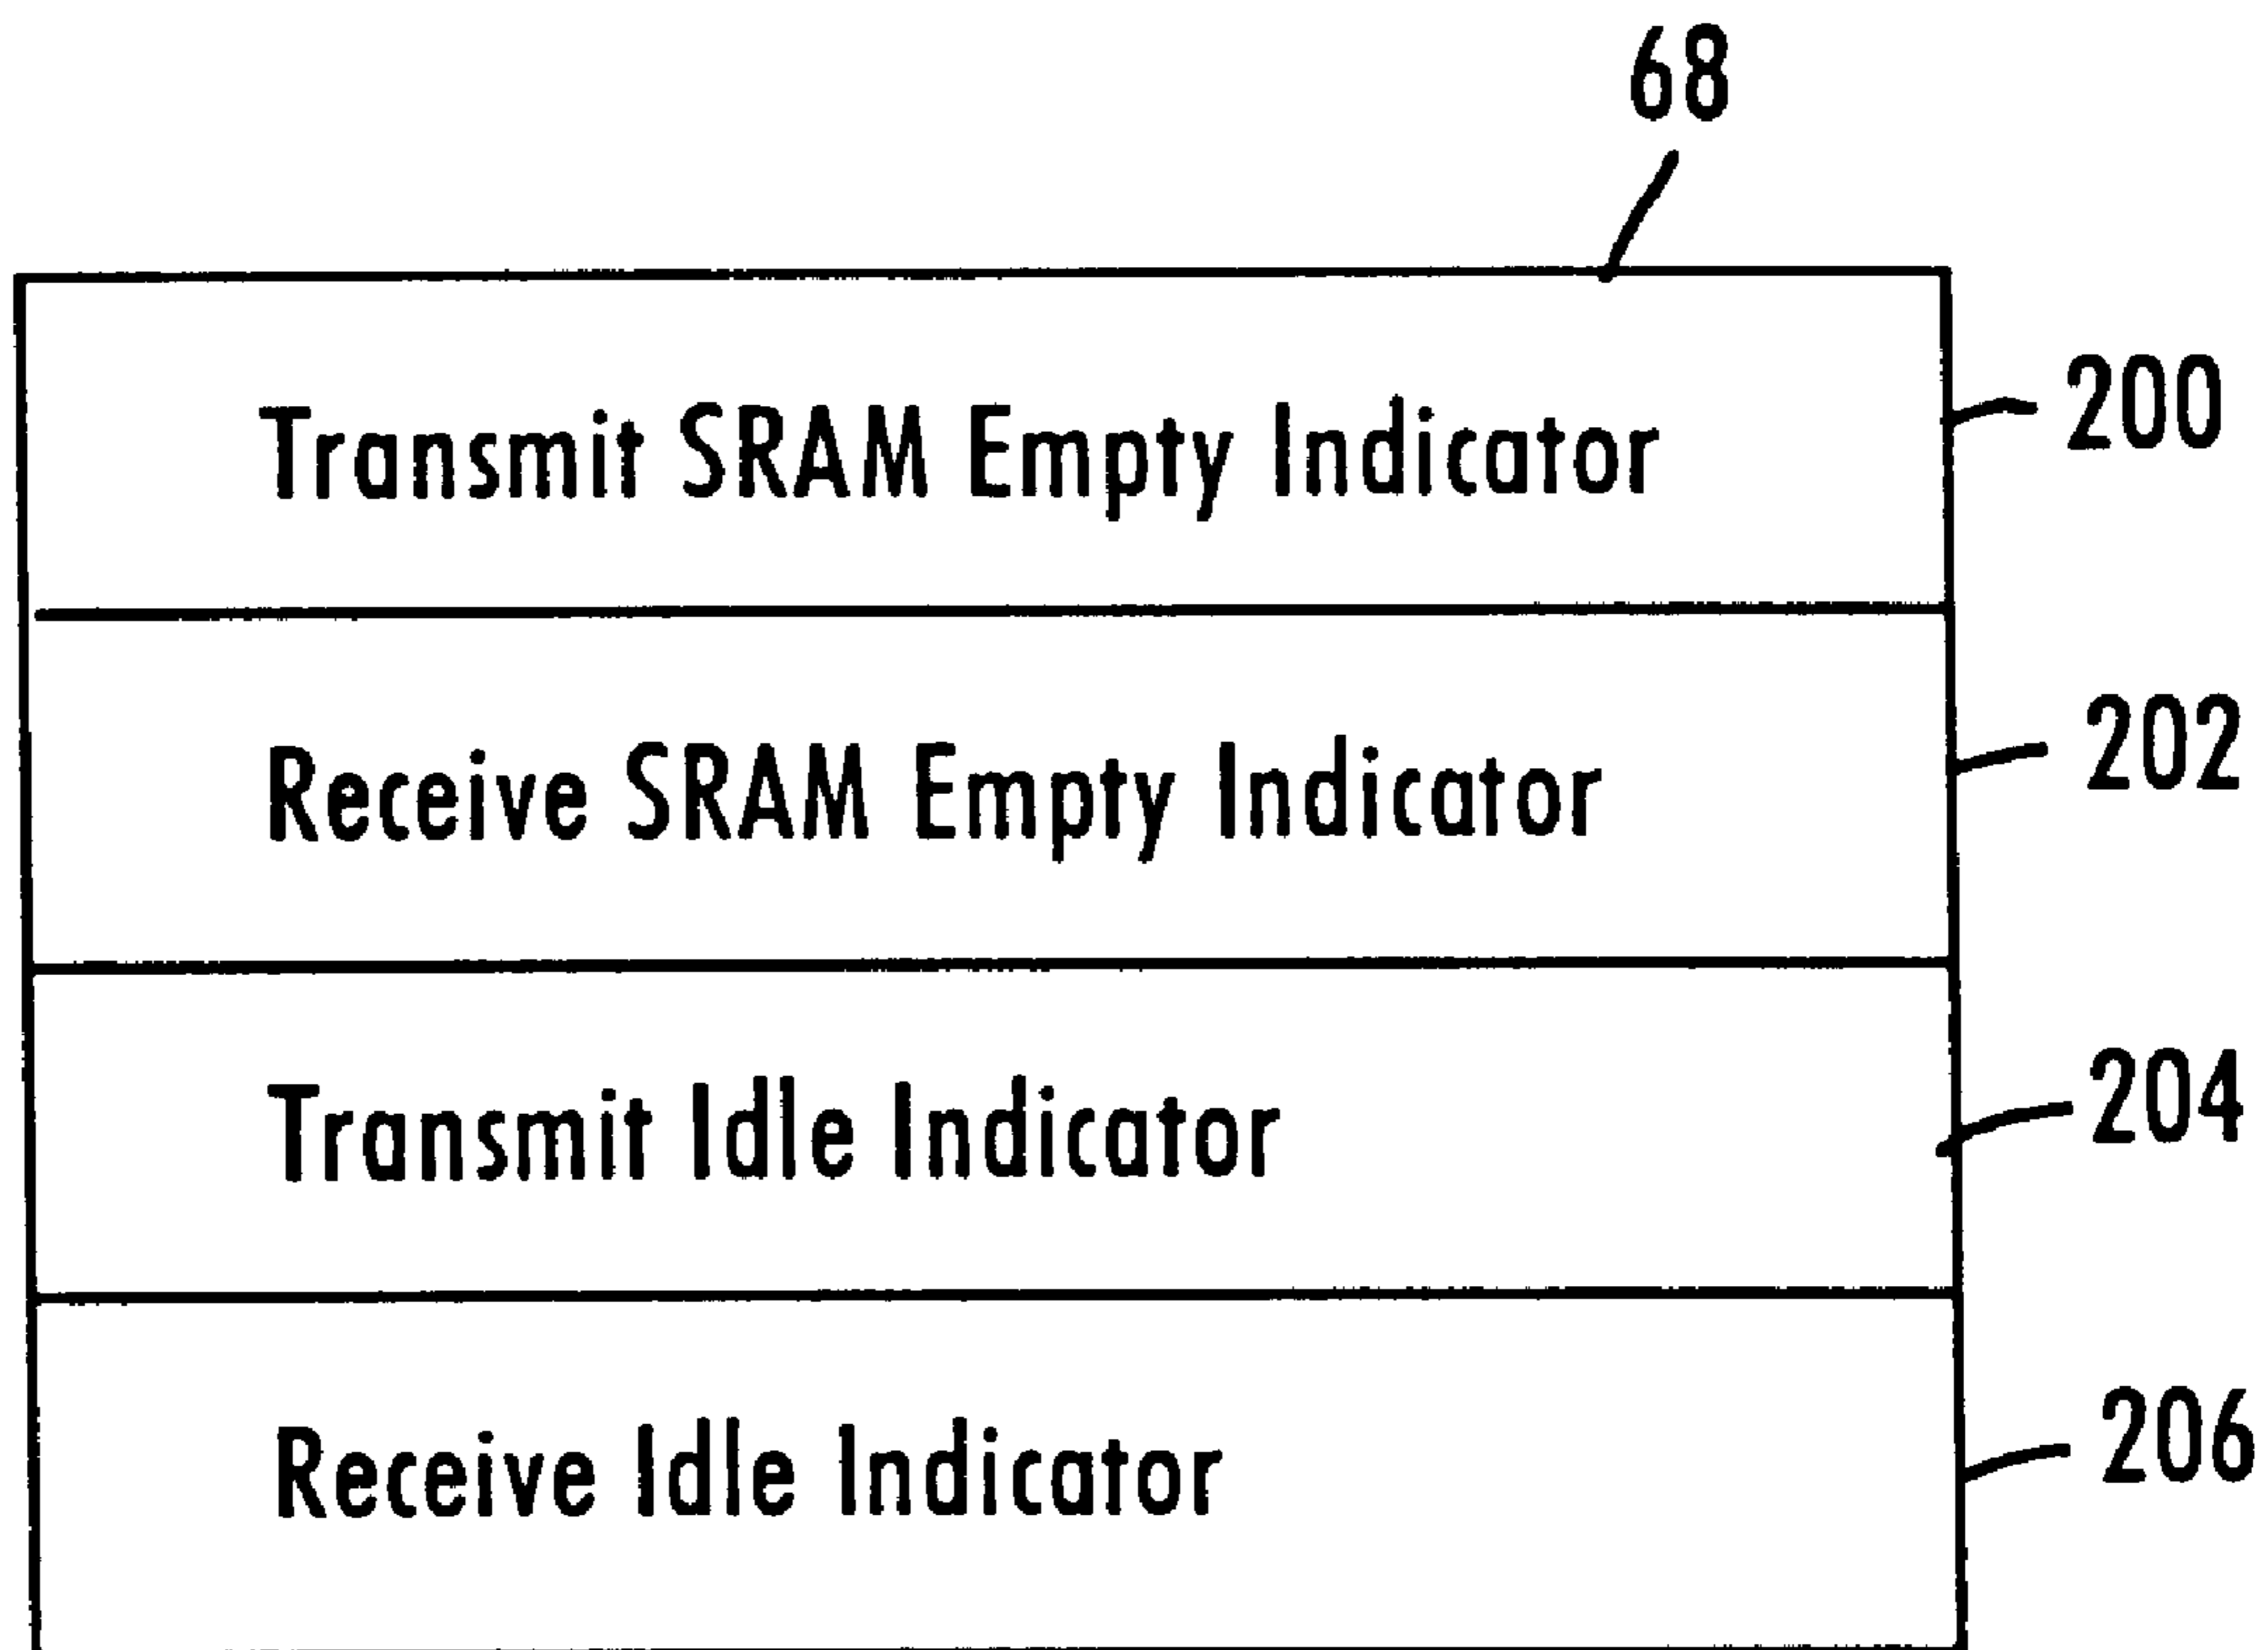 68
Transmit SRAM Empty Indicator
200
Receive SRAM Empty Indicator
202
Transmit Idle Indicator
204
Receive Idle Indicator
206